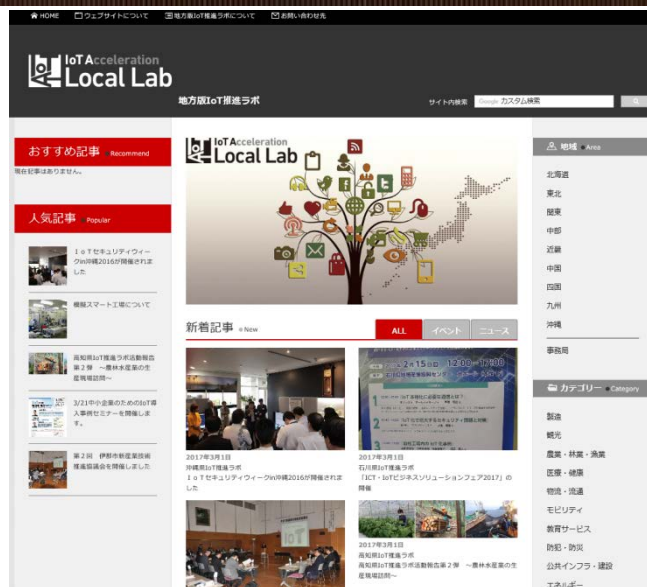 HOME
ウェブサイトについて
地方版IoT推進ラボについて
お問い合わせ先
IoT Acceleration
Local Lab
地方版IoT推進ラボ
サイト内検索
Google カスタム検索
おすすめ記事 Recommend
現在記事はありません。
人気記事 Popular
IoTセキュリティウィー
クin沖縄2016が開催されま
した
機能スマート工場について
高知県IoT推進ラボ活動報告
第2弾 ～農林水産業の生
産現場訪問～
3/21中小企業のためのIoT導
入事例セミナーを開催しま
す。
第2回 伊那市新産業技術
推進協議会を開催しました
IoT Acceleration
Local Lab
新着記事 New
ALL
イベント
ニュース
2月15日 12:00-17:00
2017年3月1日
沖縄県IoT推進ラボ
IoTセキュリティウィークin沖縄2016が開催されま
した
2017年3月1日
石川県IoT推進ラボ
「ICT・IoTビジネスソリューションフェア2017」の
開催
2017年3月1日
高知県IoT推進ラボ
高知県IoT推進ラボ活動報告第2弾 ～農林水産業の生
産現場訪問～
地域 Area
北海道
東北
関東
中部
近畿
中国
四国
九州
沖縄
事務局
カテゴリー Category
製造
観光
農業・林業・漁業
医療・健康
物流・流通
モビリティ
教育サービス
防犯・防災
公共インフラ・建設
エネルギー